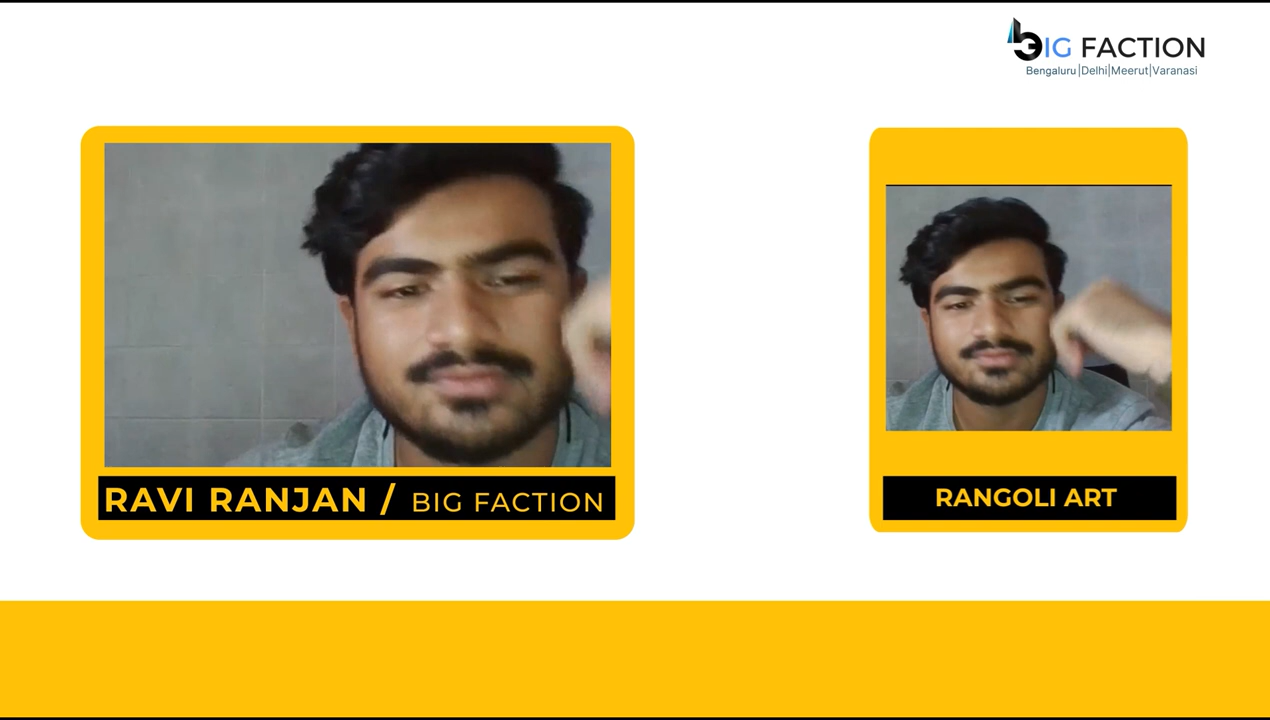 BIG FACTION
Bengaluru|Delhi|Meerut|Varanasi
RAVI RANJAN / BIG FACTION
RANGOLI ART